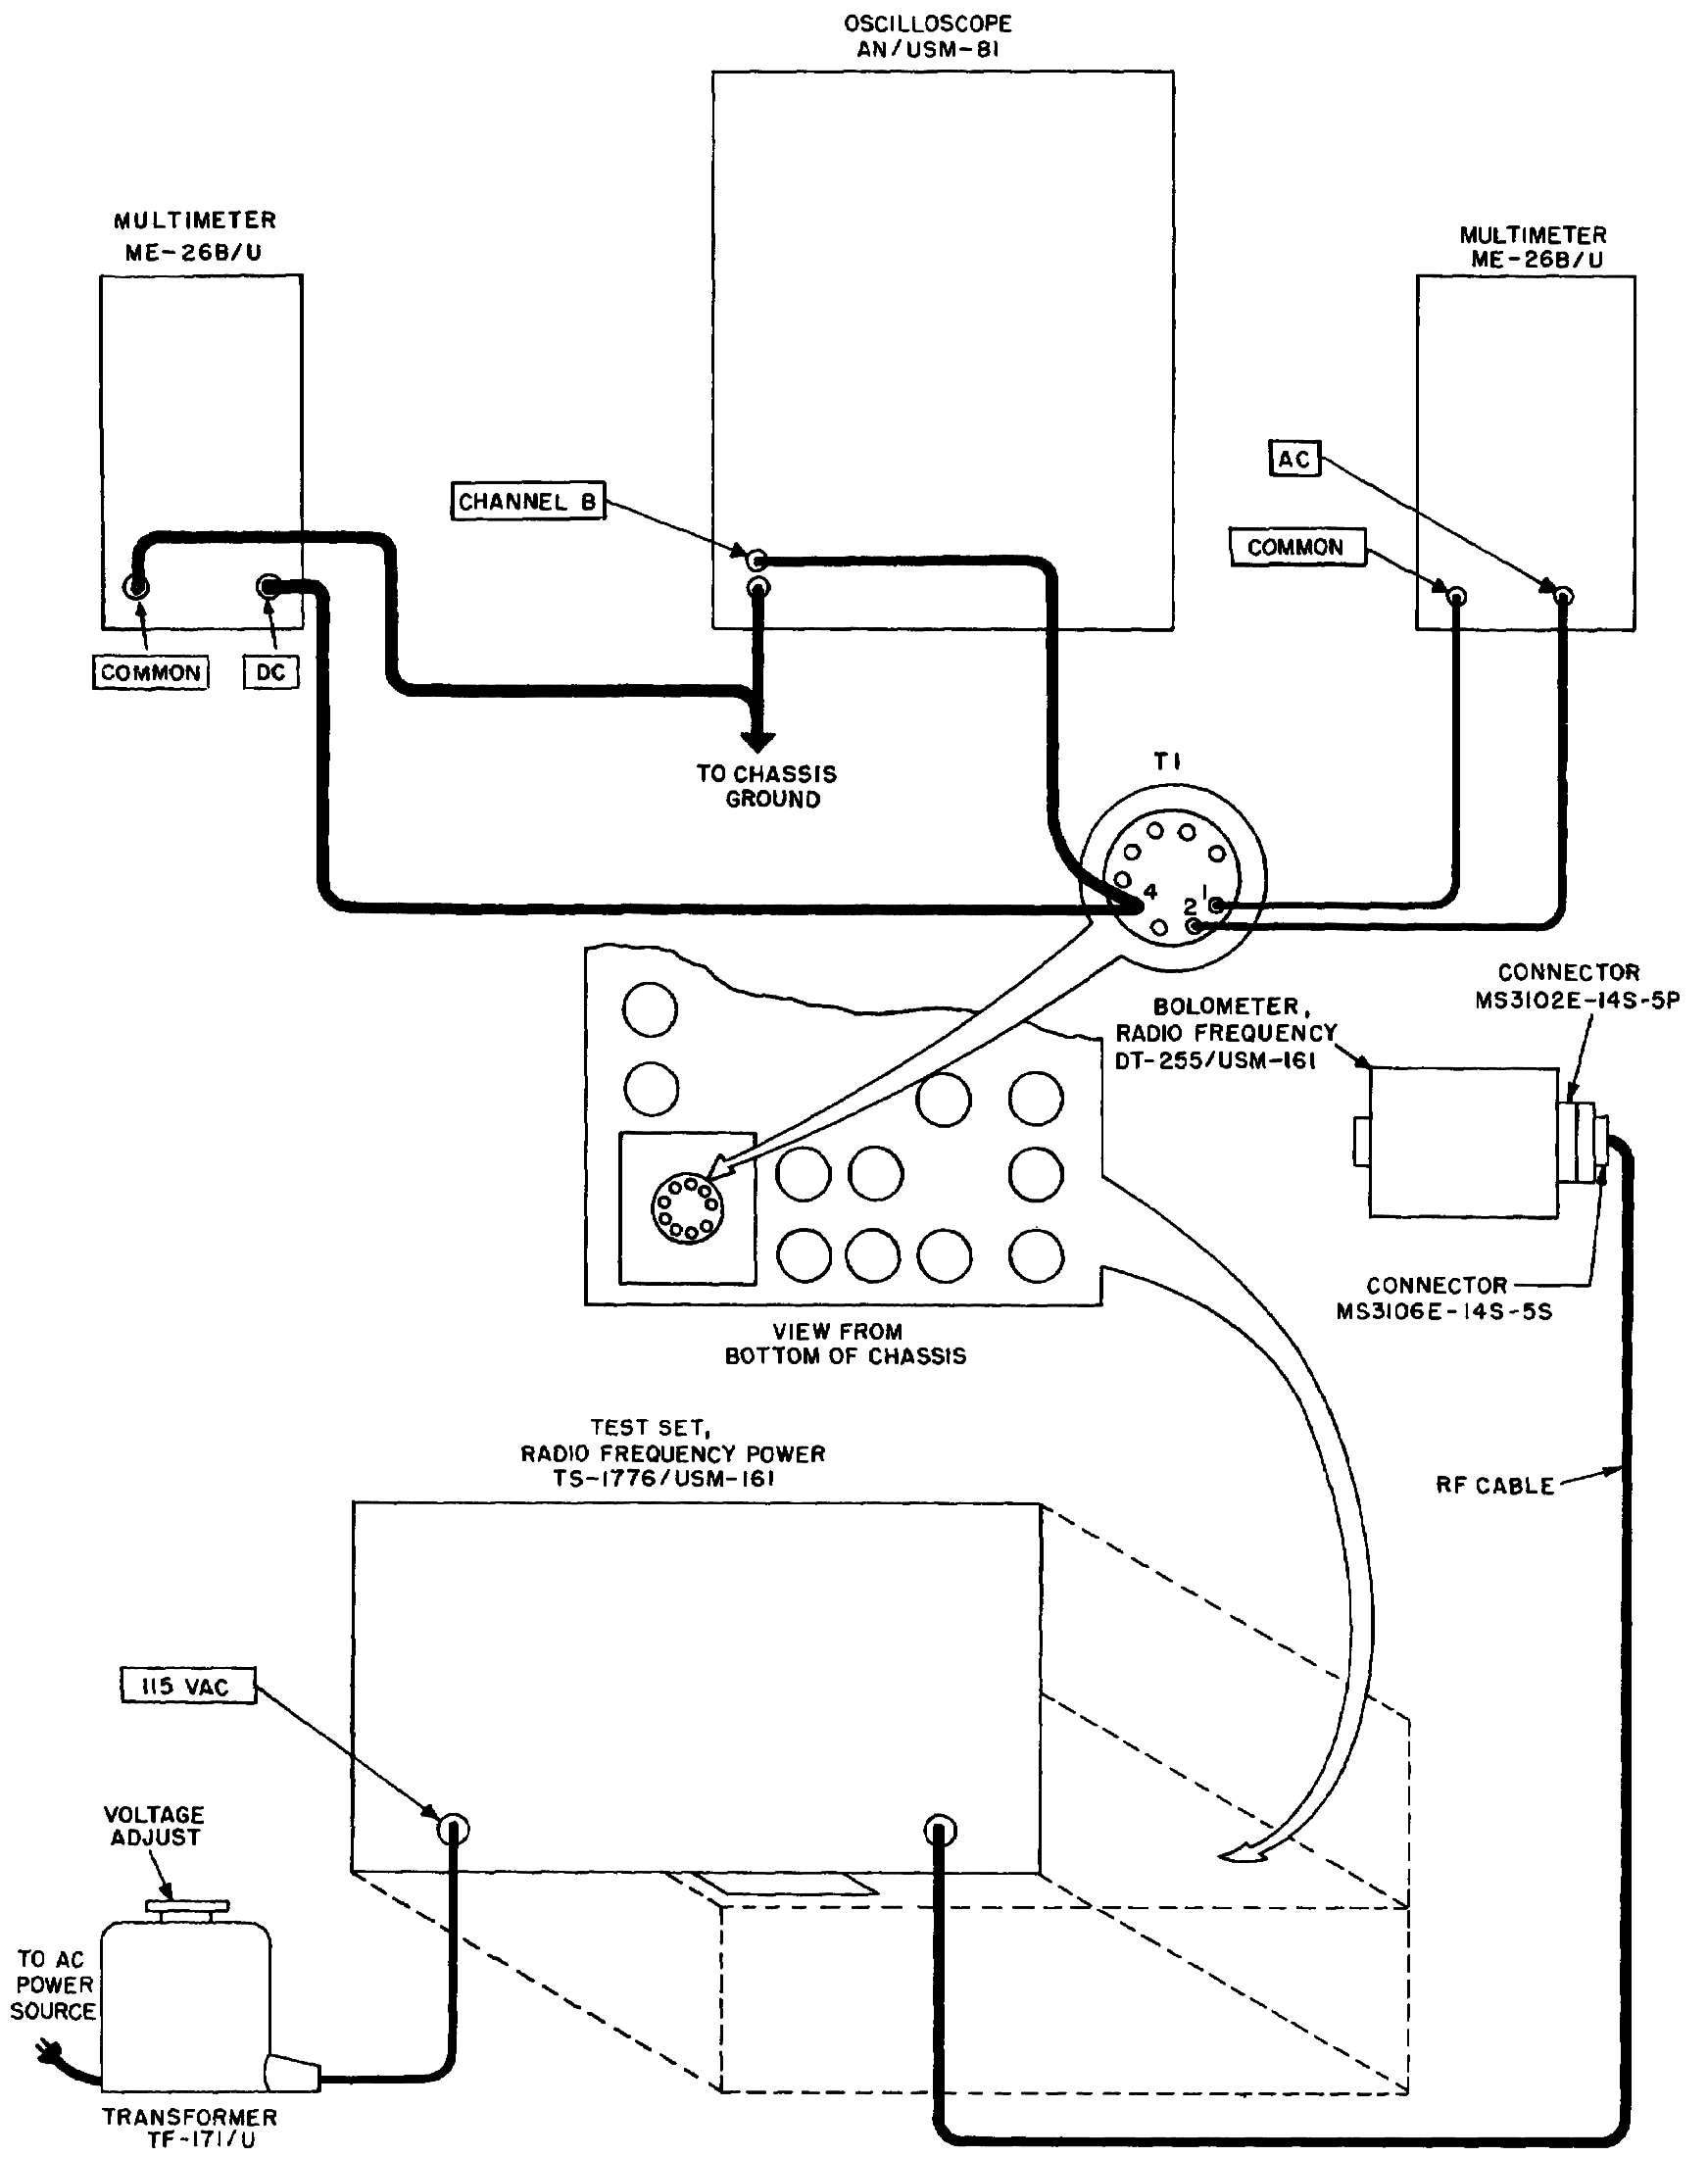 OSCILLOSCOPE
AN/USM-81
MULTIMETER
ME-26B/U
MULTIMETER
ME-26B/U
AC
CHANNEL B
COMMON
COMMON
DC
TO CHASSIS
GROUND
T1
4
1
2
CONNECTOR
MS3102E-14S-5P
BOLOMETER,
RADIO FREQUENCY
DT-255/USM-161
CONNECTOR
MS3106E-14S-5S
VIEW FROM
BOTTOM OF CHASSIS
TEST SET,
RADIO FREQUENCY POWER
TS-1776/USM-161
RF CABLE
115 VAC
VOLTAGE
ADJUST
TO AC
POWER
SOURCE
TRANSFORMER
TF-171/U